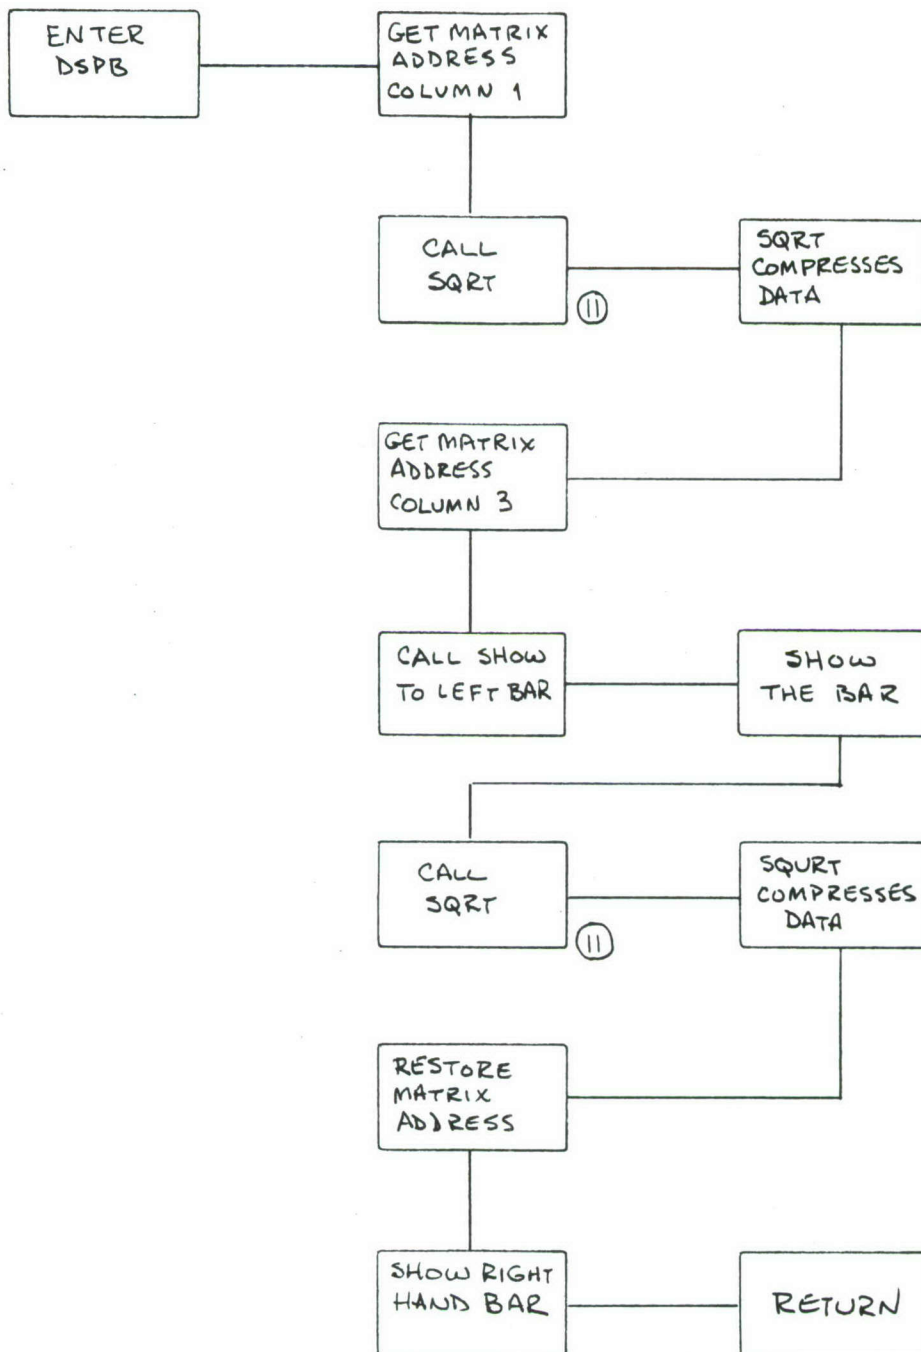 ENTER
DSPB
GET MATRIX
ADDRESS
COLUMN 1
CALL
SQRT
11
SQRT
COMPRESSES
DATA
GET MATRIX
ADDRESS
COLUMN 3
CALL SHOW
TO LEFT BAR
SHOW
THE BAR
CALL
SQRT
11
SQURT
COMPRESSES
DATA
RESTORE
MATRIX
ADDRESS
SHOW RIGHT
HAND BAR
RETURN